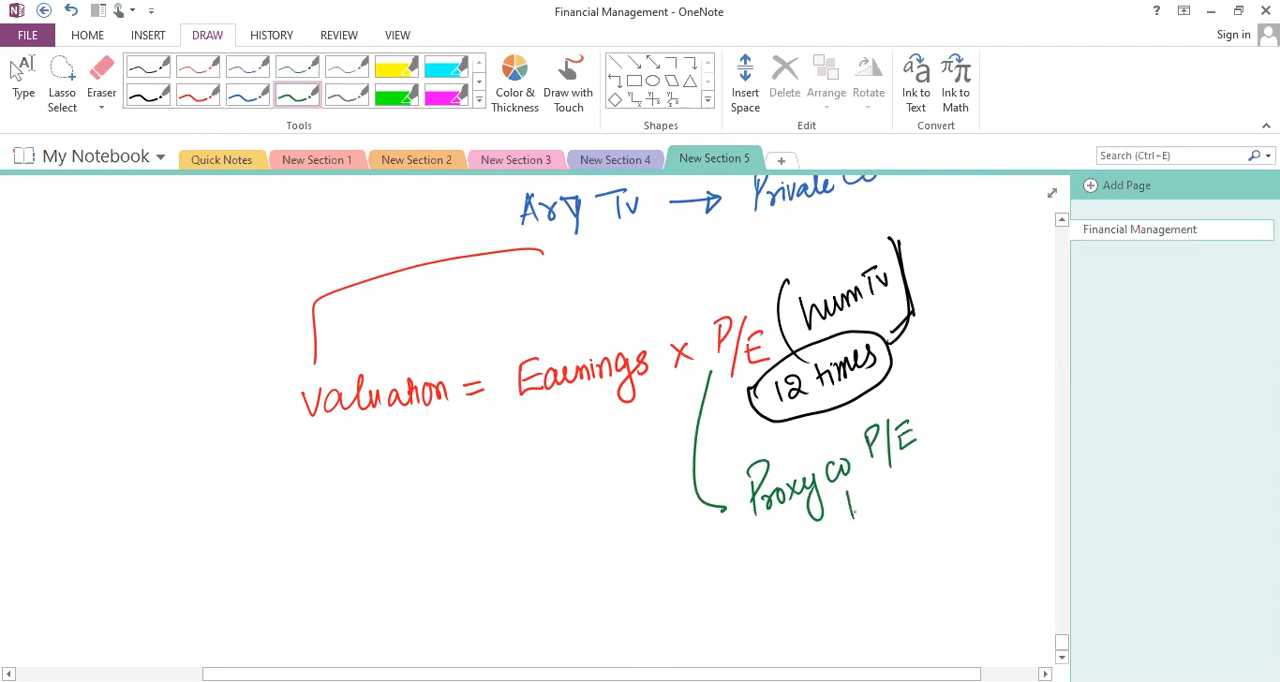 Financial Management - OneNote
?
FILE HOME INSERT DRAW HISTORY REVIEW VIEW
Sign in
Type
Lasso Select
Eraser
Color & Thickness
Draw with Touch
Insert Space
Delete
Arrange
Rotate
Ink to Text
Ink to Math
Tools
Shapes
Edit
Convert
My Notebook
Quick Notes
New Section 1
New Section 2
New Section 3
New Section 4
New Section 5
Search (Ctrl+E)
Add Page
Financial Management
Ary Tv → Private Co
Valuation = Earnings × P/E (hum Tv)
12 times
Proxy Co P/E